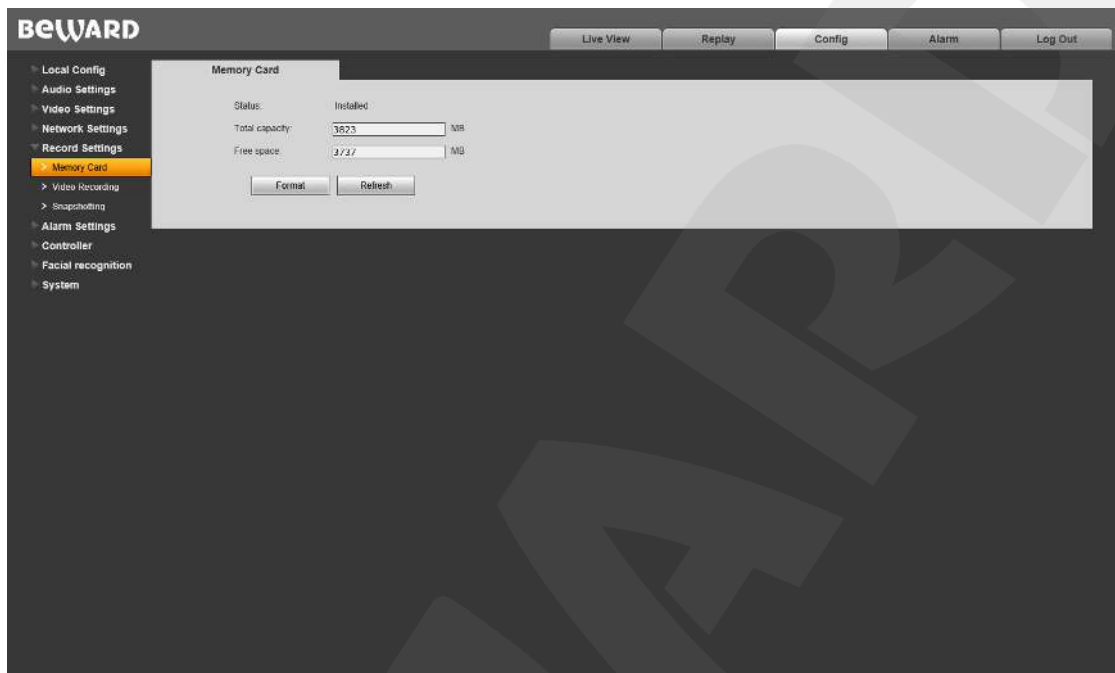 BEWARD
Live View Replay Config Alarm Log Out
Local Config
Audio Settings
Video Settings
Network Settings
Record Settings
> Memory Card
> Video Recording
> Snapshotting
Alarm Settings
Controller
Facial recognition
System
Memory Card
Status: Installed
Total capacity: 3823 MB
Free space: 3737 MB
Format Refresh